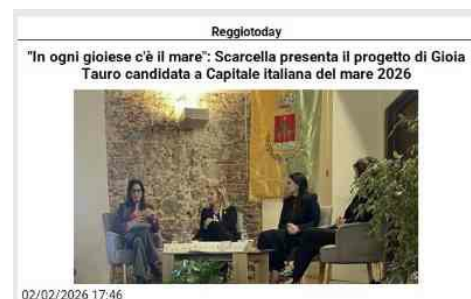 Reggiotoday
"In ogni gioiese c'è il mare": Scarcella presenta il progetto di Gioia
Tauro candidata a Capitale italiana del mare 2026
02/02/2026 17:46